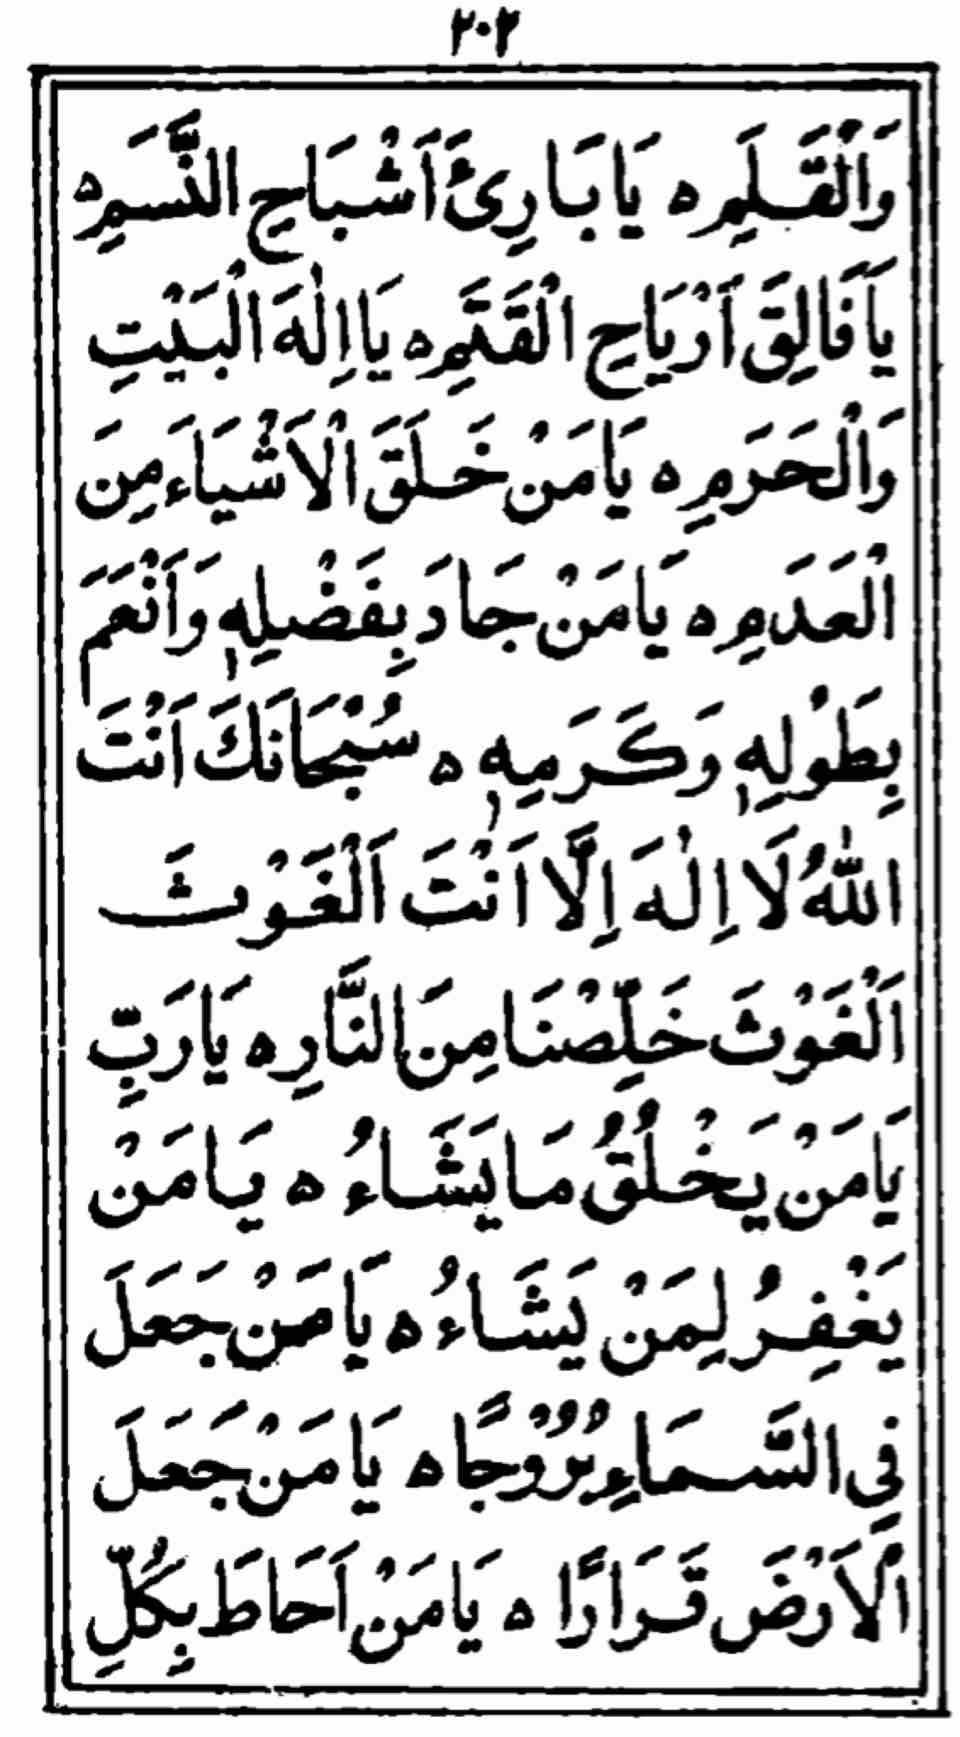 ۲۰۲
وَالْقَلَمِ ه يَا بَارِئَ اَشْبَاحِ النَّسَمِ ه
يَا فَالِقَ اَرْيَاحِ الْقَتَمِ ه يَا اِلٰهَ الْبَيْتِ
وَالْحَرَمِ ه يَا مَنْ خَلَقَ الْاَشْيَاءَ مِنَ
الْعَدَمِ ه يَا مَنْ جَادَ بِفَضْلِهٖ وَاَنْعَمَ
بِطَوْلِهٖ وَكَرَمِهٖ ه سُبْحَانَكَ اَنْتَ
اللّٰهُ لَا اِلٰهَ اِلَّا اَنْتَ اَلْغَوْثَ
اَلْغَوْثَ خَلِّصْنَا مِنَ النَّارِ ه يَا رَبِّ
يَا مَنْ يَخْلُقُ مَا يَشَاءُ ه يَا مَنْ
يَغْفِرُ لِمَنْ يَشَاءُ ه يَا مَنْ جَعَلَ
فِي السَّمَاءِ بُرُوْجًا ه يَا مَنْ جَعَلَ
الْاَرْضَ قَرَارًا ه يَا مَنْ اَحَاطَ بِكُلِّ